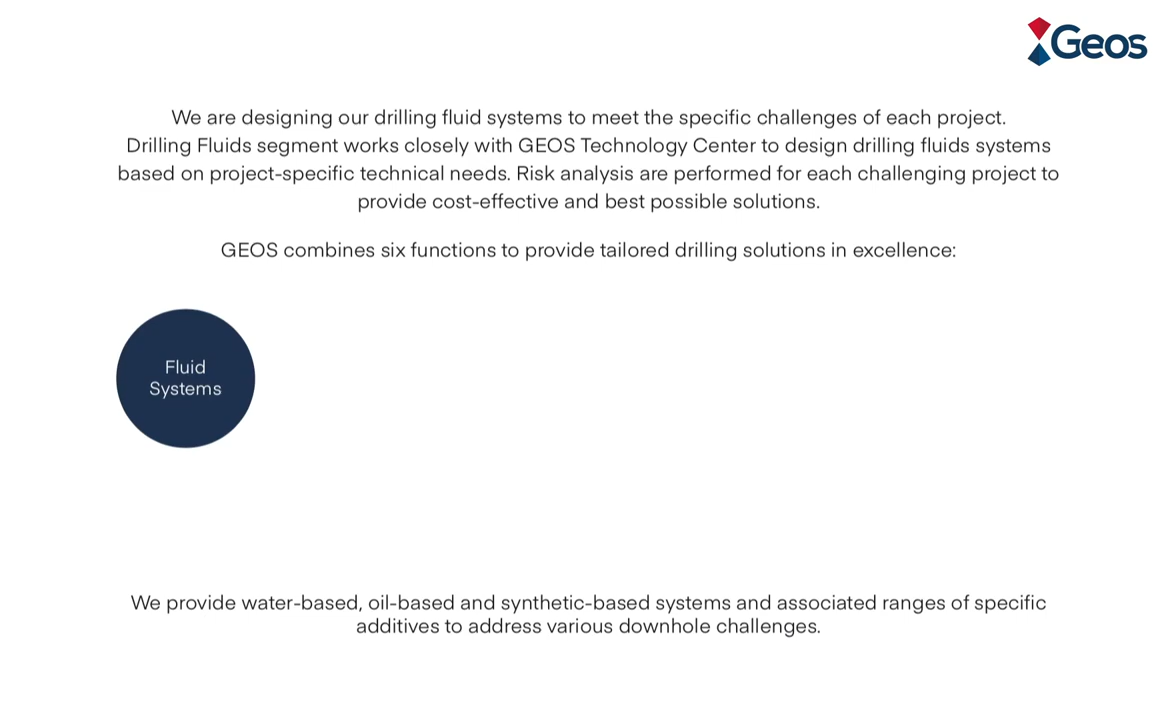 Geos
We are designing our drilling fluid systems to meet the specific challenges of each project.
Drilling Fluids segment works closely with GEOS Technology Center to design drilling fluids systems
based on project-specific technical needs. Risk analysis are performed for each challenging project to
provide cost-effective and best possible solutions.
GEOS combines six functions to provide tailored drilling solutions in excellence:
Fluid
Systems
We provide water-based, oil-based and synthetic-based systems and associated ranges of specific
additives to address various downhole challenges.